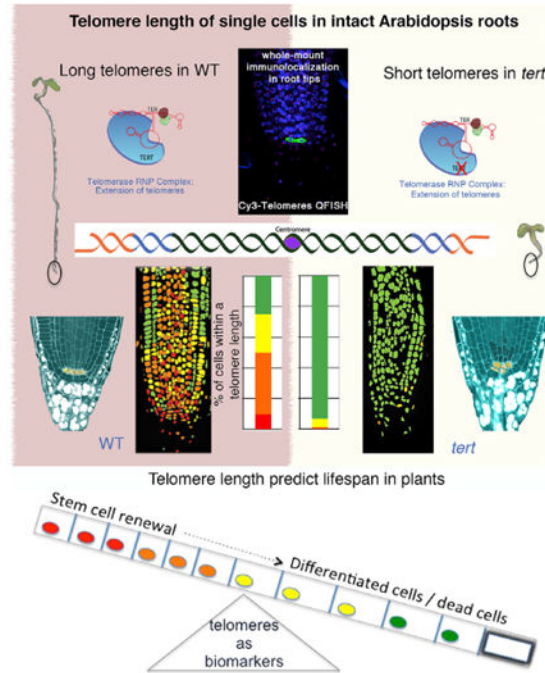 Telomere length of single cells in intact Arabidopsis roots
Long telomeres in WT
whole-mount
immunolocalization
in root tips
Short telomeres in tert
TER
TERT
Telomerase RNP Complex:
Extension of telomeres
Cy3-Telomeres QFISH
TER
TERT
Telomerase RNP Complex:
Extension of telomeres
Centromere
% of cells within a
telomere length
WT
tert
Telomere length predict lifespan in plants
Stem cell renewal
Differentiated cells / dead cells
telomeres
as
biomarkers